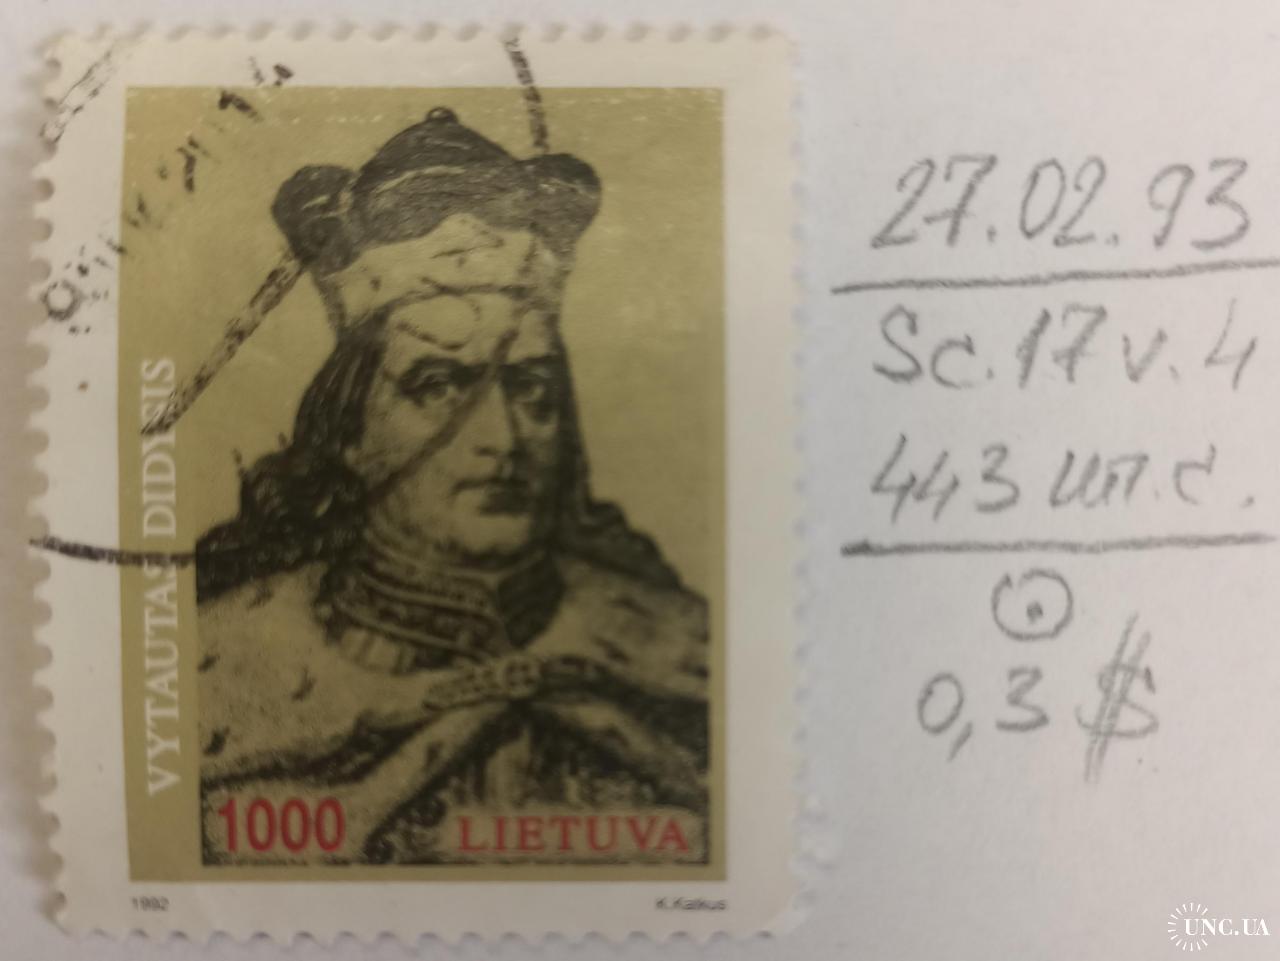 VYTAUTAS DIDYSIS
1000 LIETUVA
1992 K.Katkus
27.02.93
Sc.17 v.4
443 шт.с.
0,3 $
UNC.UA